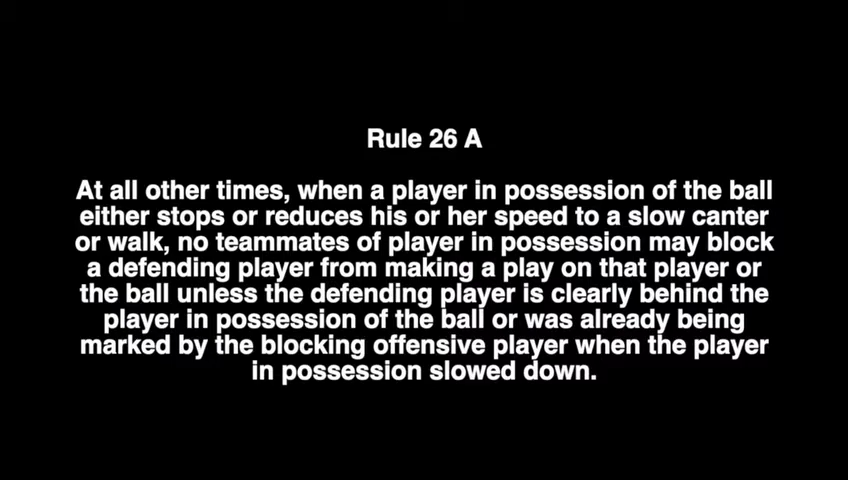 Rule 26 A
At all other times, when a player in possession of the ball
either stops or reduces his or her speed to a slow canter
or walk, no teammates of player in possession may block
a defending player from making a play on that player or
the ball unless the defending player is clearly behind the
player in possession of the ball or was already being
marked by the blocking offensive player when the player
in possession slowed down.